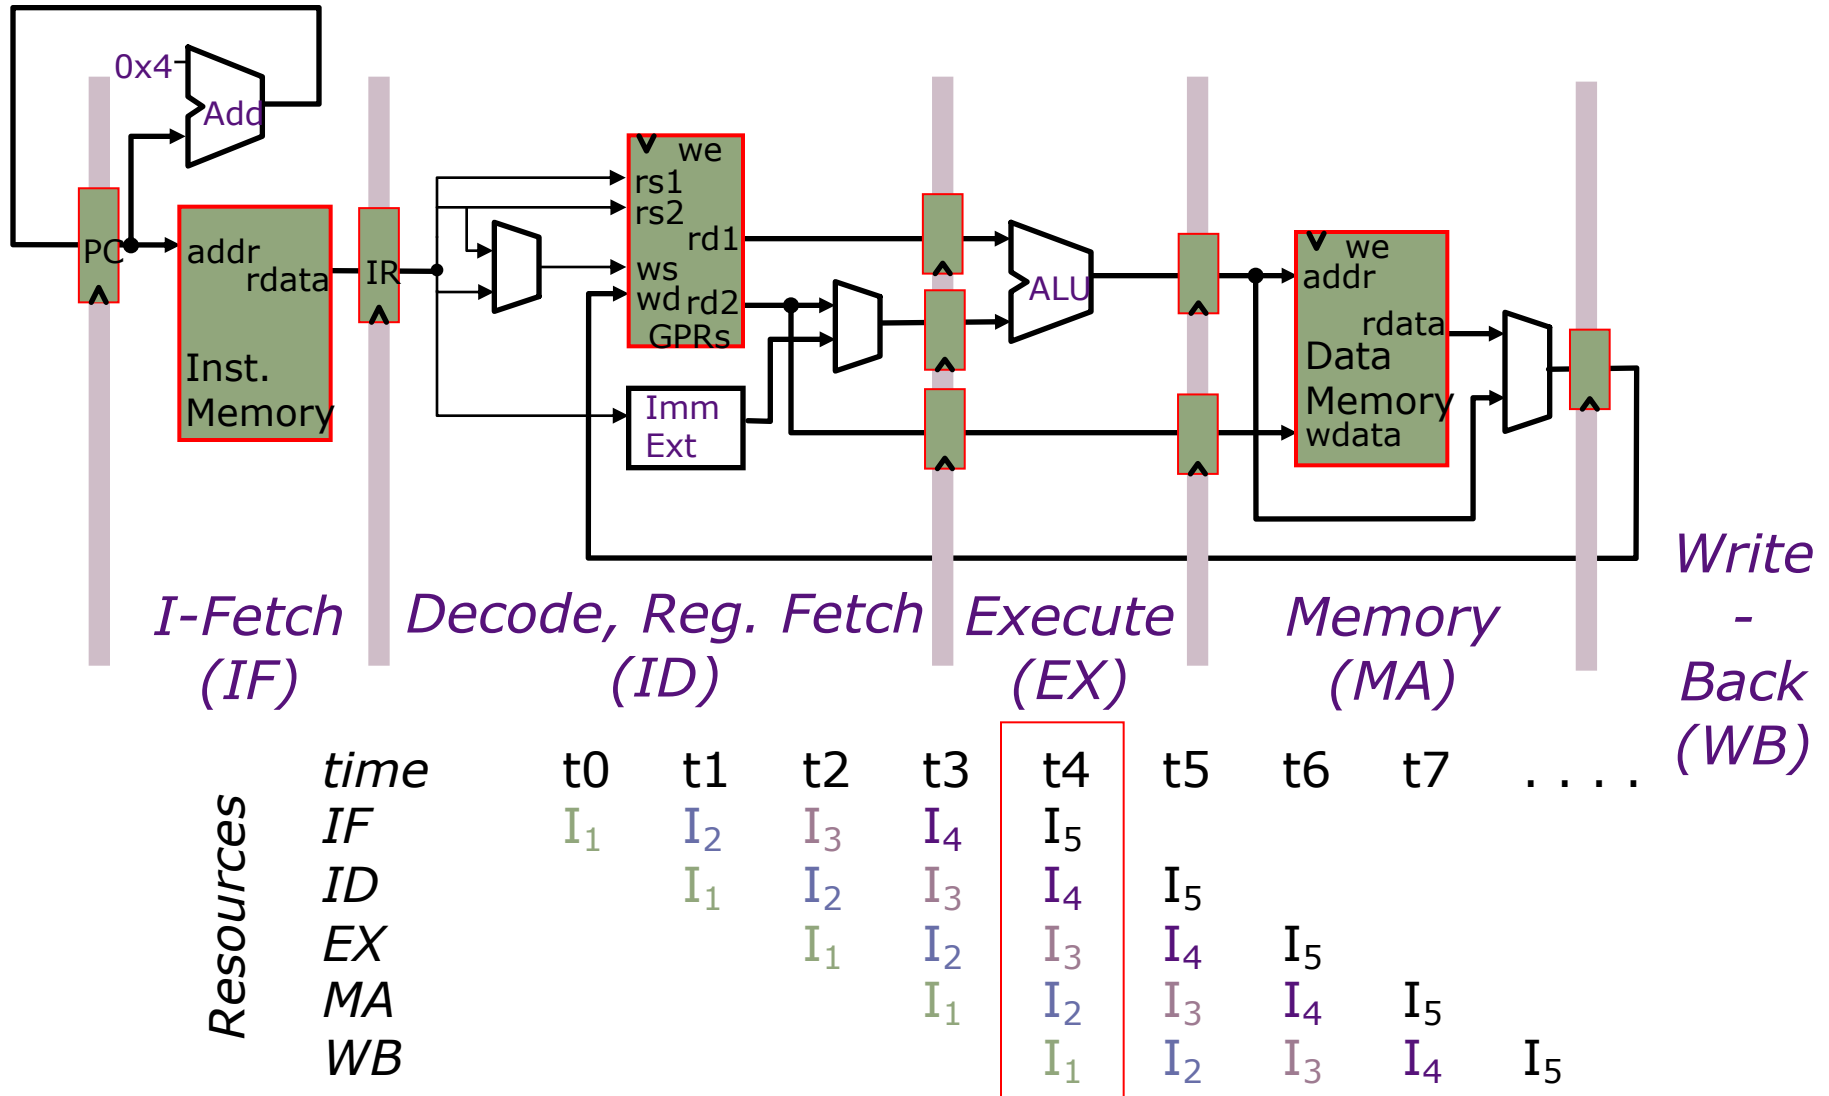 0x4
Add
PC
addr
rdata
Inst.
Memory
IR
we
rs1
rs2
rd1
ws
wd rd2
GPRs
Imm
Ext
ALU
we
addr
rdata
Data
Memory
wdata
I-Fetch
(IF)
Decode, Reg. Fetch
(ID)
Execute
(EX)
Memory
(MA)
Write
-
Back
(WB)
Resources
time t0 t1 t2 t3 t4 t5 t6 t7 . . . .
IF I1 I2 I3 I4 I5
ID I1 I2 I3 I4 I5
EX I1 I2 I3 I4 I5
MA I1 I2 I3 I4 I5
WB I1 I2 I3 I4 I5